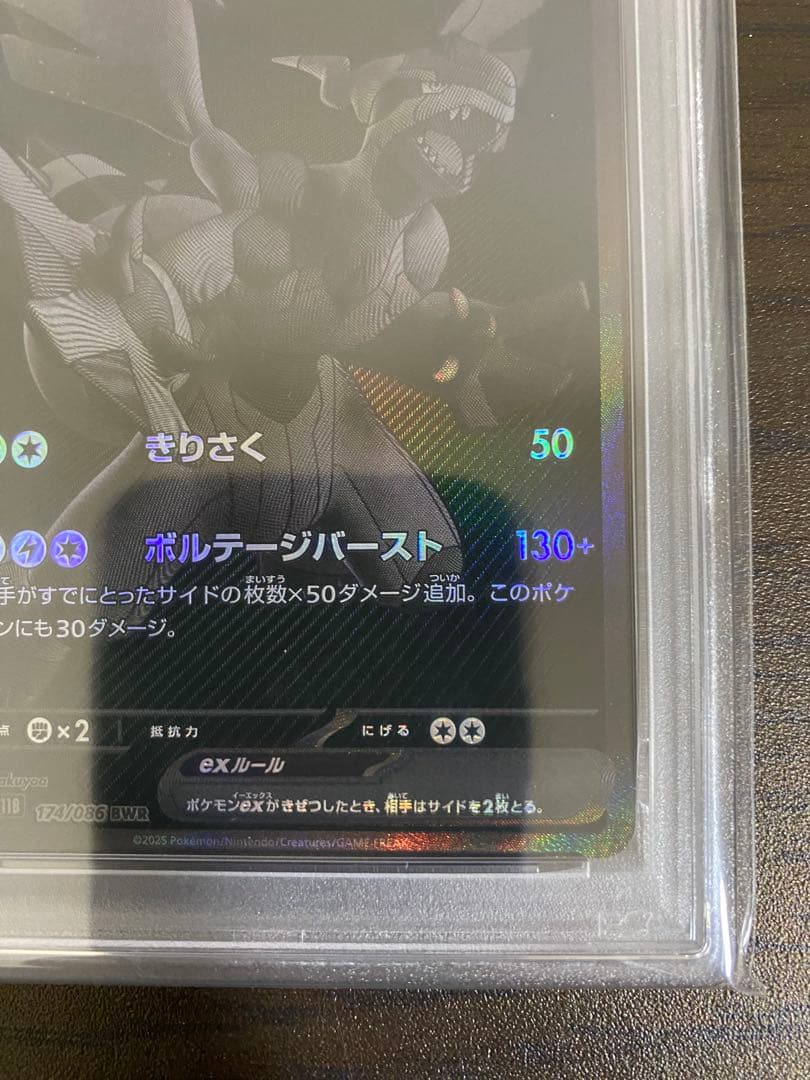 きりさく 50
ボルテージバースト 130+
手がすでにとったサイドの枚数×50ダメージ追加。このポケ
ンにも30ダメージ。
点 ×2 抵抗力 にげる
exルール
ポケモンexがきぜつしたとき、相手はサイドを2枚とる。
akuyoa
174/086 BWR
©2025 Pokémon/Nintendo/Creatures/GAME FREAK